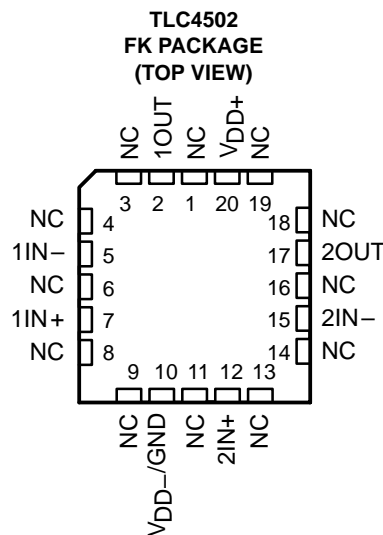 TLC4502
FK PACKAGE
(TOP VIEW)
NC
1OUT
NC
VDD+
NC
3
2
1
20
19
NC
4
18
NC
1IN−
5
17
2OUT
NC
6
16
NC
1IN+
7
15
2IN−
NC
8
14
NC
9
10
11
12
13
NC
VDD−/GND
NC
2IN+
NC